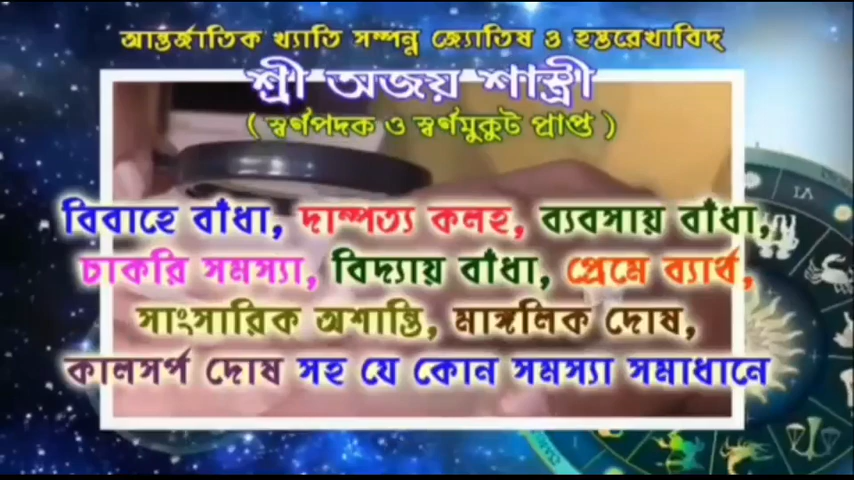 আন্তর্জাতিক খ্যাতি সম্পন্ন জ্যোতিষ ও হস্তরেখাবিদ্
শ্রী অজয় শাস্ত্রী
( স্বর্ণপদক ও স্বর্ণমুকুট প্রাপ্ত )
বিবাহে বাঁধা, দাম্পত্য কলহ, ব্যবসায় বাঁধা,
চাকরি সমস্যা, বিদ্যায় বাঁধা, প্রেমে ব্যার্থ,
সাংসারিক অশান্তি, মাঙ্গলিক দোষ,
কালসর্প দোষ সহ যে কোন সমস্যা সমাধানে